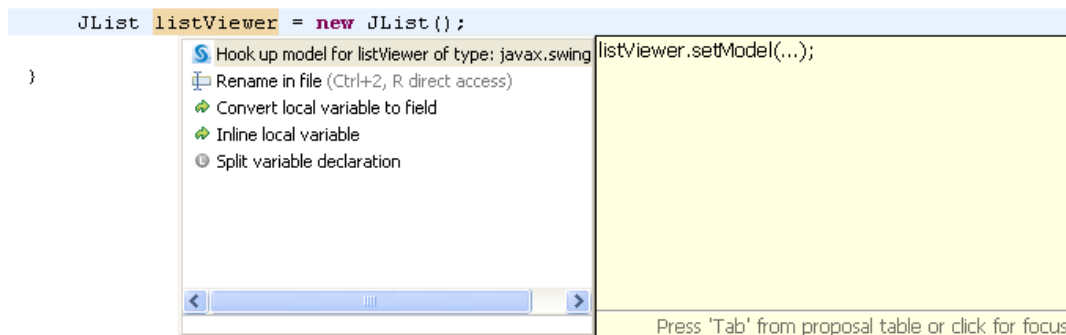 JList listViewer = new JList();
Hook up model for listViewer of type: javax.swing
listViewer.setModel(...);
}
Rename in file (Ctrl+2, R direct access)
Convert local variable to field
Inline local variable
Split variable declaration
Press 'Tab' from proposal table or click for focus